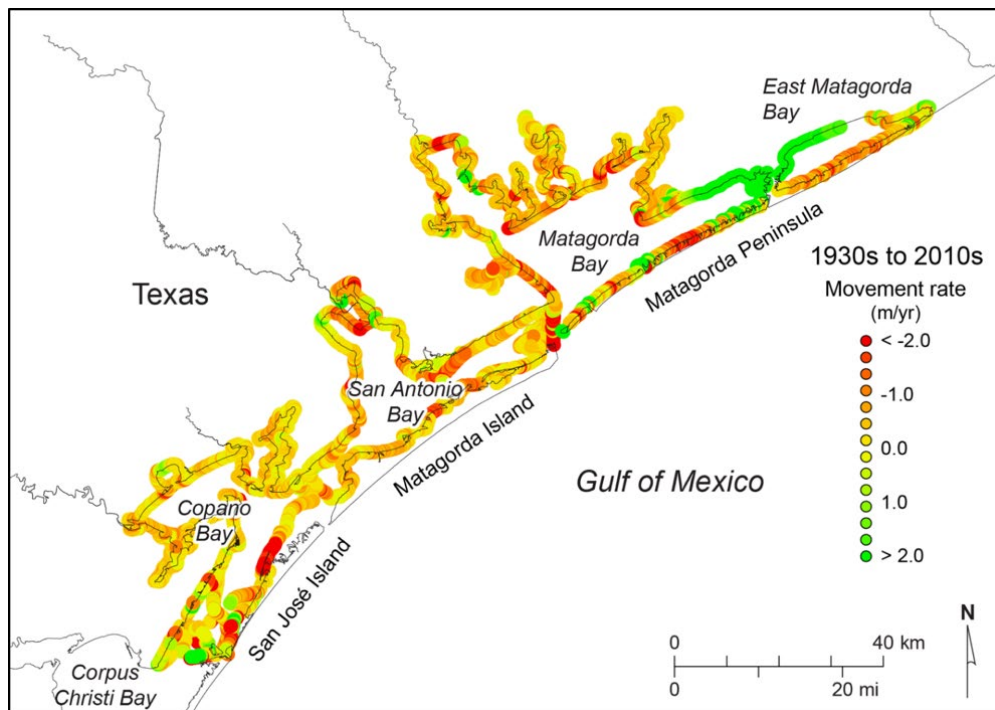 East Matagorda
Bay
Matagorda
Bay
Matagorda Peninsula
Texas
San Antonio
Bay
Matagorda Island
Gulf of Mexico
Copano
Bay
San José Island
Corpus
Christi Bay
1930s to 2010s
Movement rate
(m/yr)
< -2.0
-1.0
0.0
1.0
> 2.0
N
0 40 km
0 20 mi